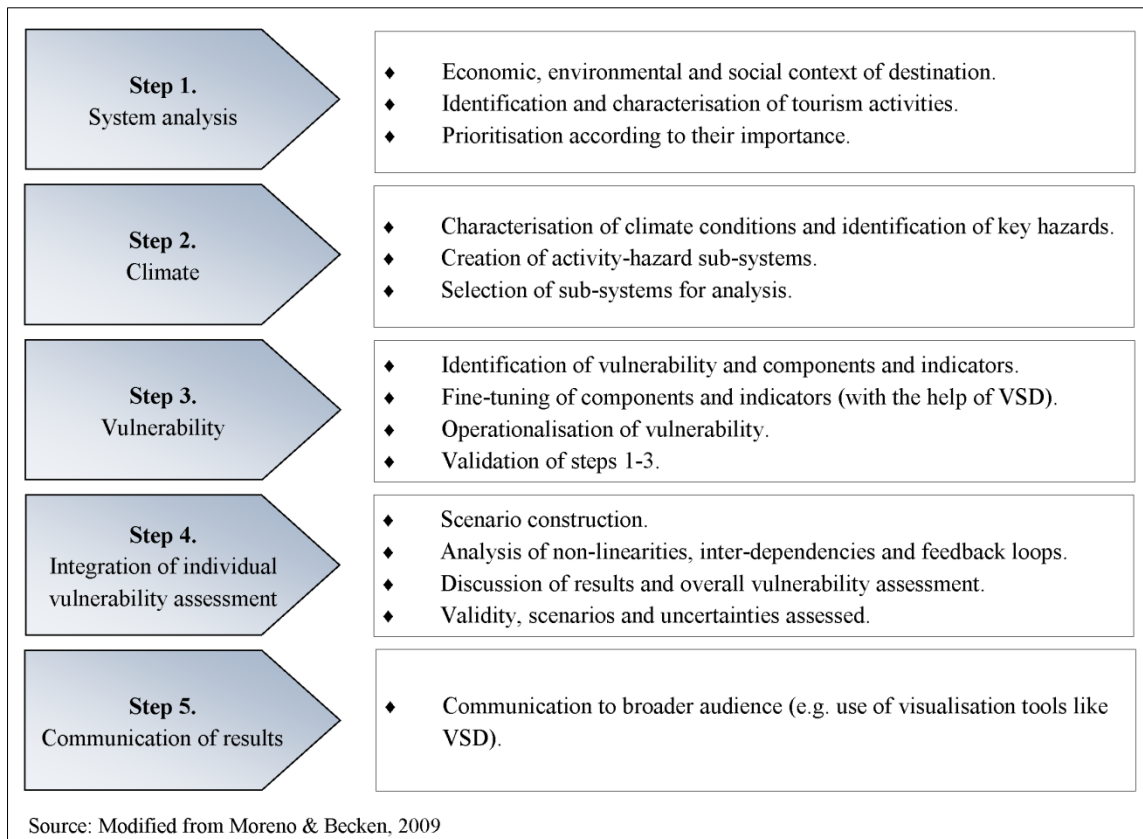 Step 1.
System analysis
♦ Economic, environmental and social context of destination.
♦ Identification and characterisation of tourism activities.
♦ Prioritisation according to their importance.
Step 2.
Climate
♦ Characterisation of climate conditions and identification of key hazards.
♦ Creation of activity-hazard sub-systems.
♦ Selection of sub-systems for analysis.
Step 3.
Vulnerability
♦ Identification of vulnerability and components and indicators.
♦ Fine-tuning of components and indicators (with the help of VSD).
♦ Operationalisation of vulnerability.
♦ Validation of steps 1-3.
Step 4.
Integration of individual
vulnerability assessment
♦ Scenario construction.
♦ Analysis of non-linearities, inter-dependencies and feedback loops.
♦ Discussion of results and overall vulnerability assessment.
♦ Validity, scenarios and uncertainties assessed.
Step 5.
Communication of results
♦ Communication to broader audience (e.g. use of visualisation tools like
VSD).
Source: Modified from Moreno & Becken, 2009